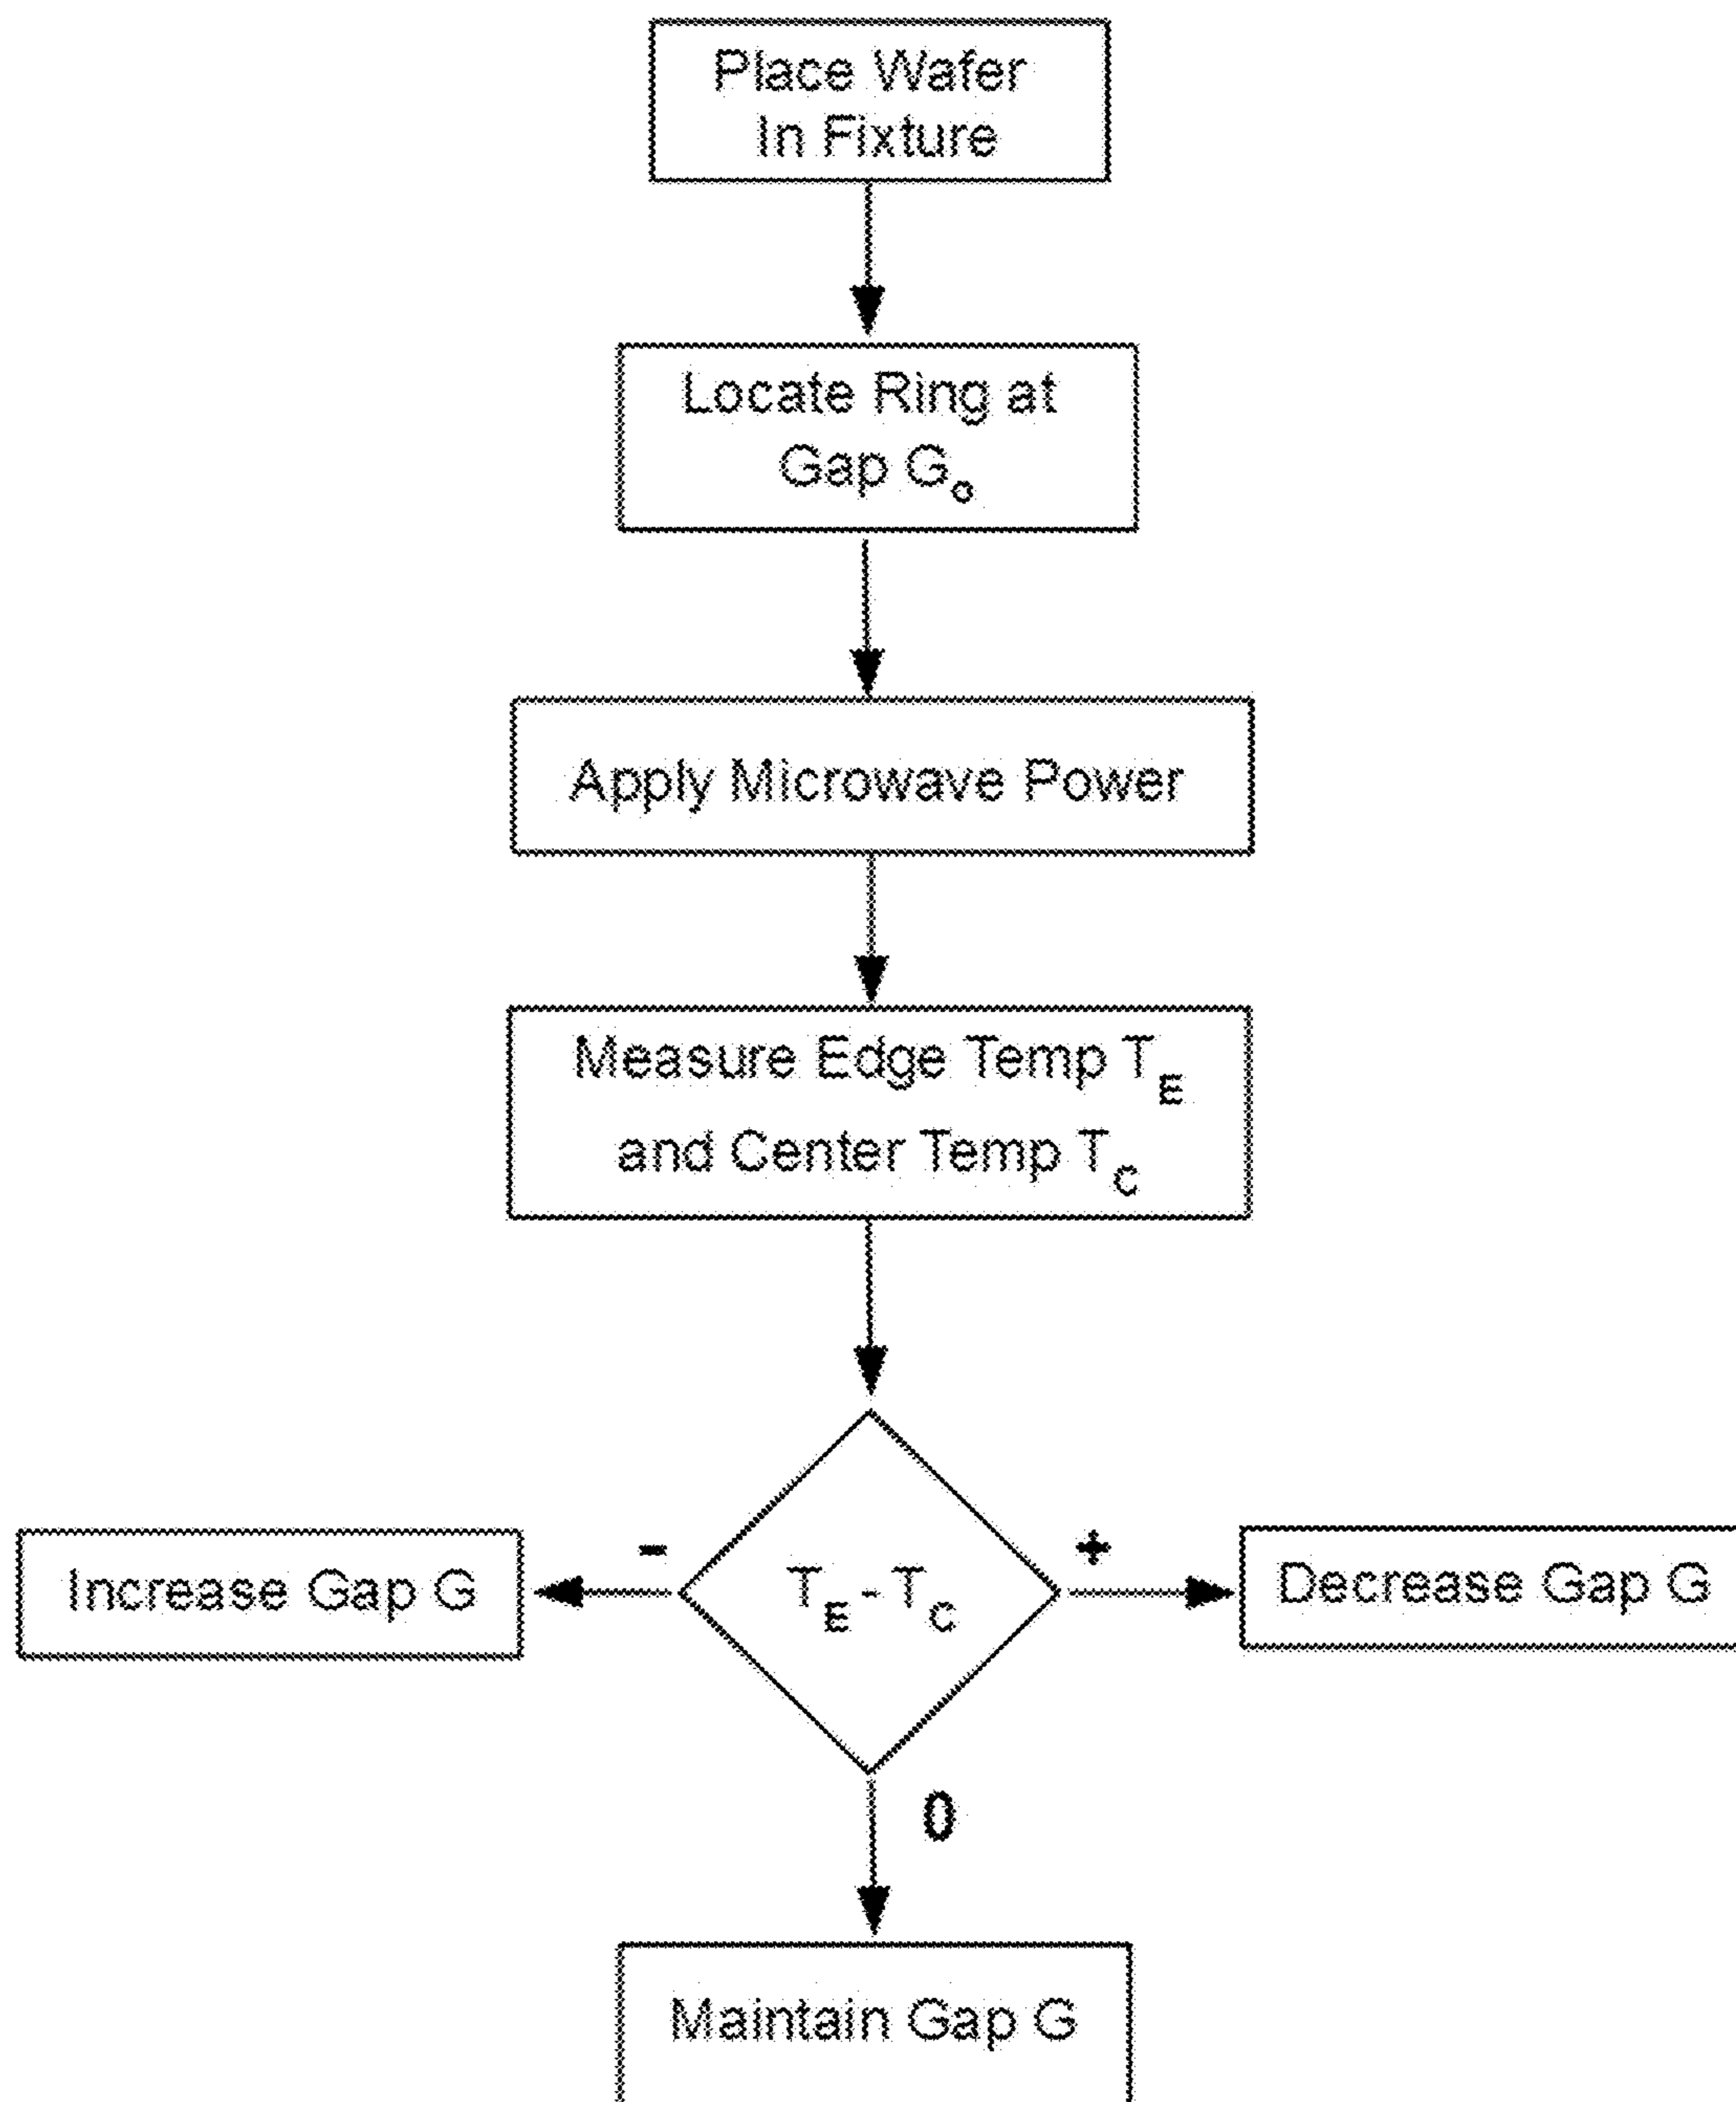 Place Wafer
In Fixture
Locate Ring at
Gap Go
Apply Microwave Power
Measure Edge Temp TE
and Center Temp TC
-
+
Increase Gap G
TE - TC
Decrease Gap G
0
Maintain Gap G